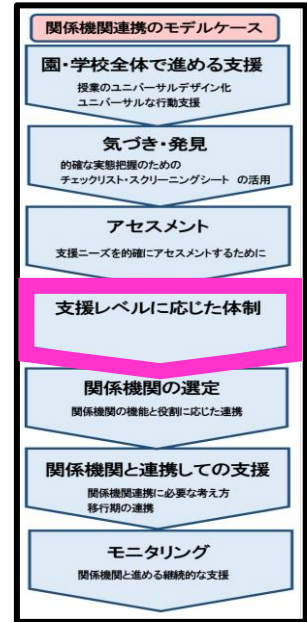 関係機関連携のモデルケース
園・学校全体で進める支援
授業のユニバーサルデザイン化
ユニバーサルな行動支援
気づき・発見
的確な実態把握のための
チェックリスト・スクリーニングシート の活用
アセスメント
支援ニーズを的確にアセスメントするために
支援レベルに応じた体制
関係機関の選定
関係機関の機能と役割に応じた連携
関係機関と連携しての支援
関係機関連携に必要な考え方
移行期の連携
モニタリング
関係機関と進める継続的な支援